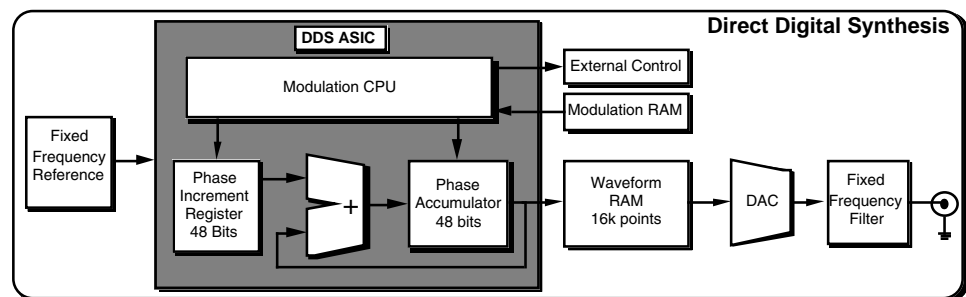 Direct Digital Synthesis
DDS ASIC
Modulation CPU
External Control
Modulation RAM
Fixed
Frequency
Reference
Phase
Increment
Register
48 Bits
+
Phase
Accumulator
48 bits
Waveform
RAM
16k points
DAC
Fixed
Frequency
Filter